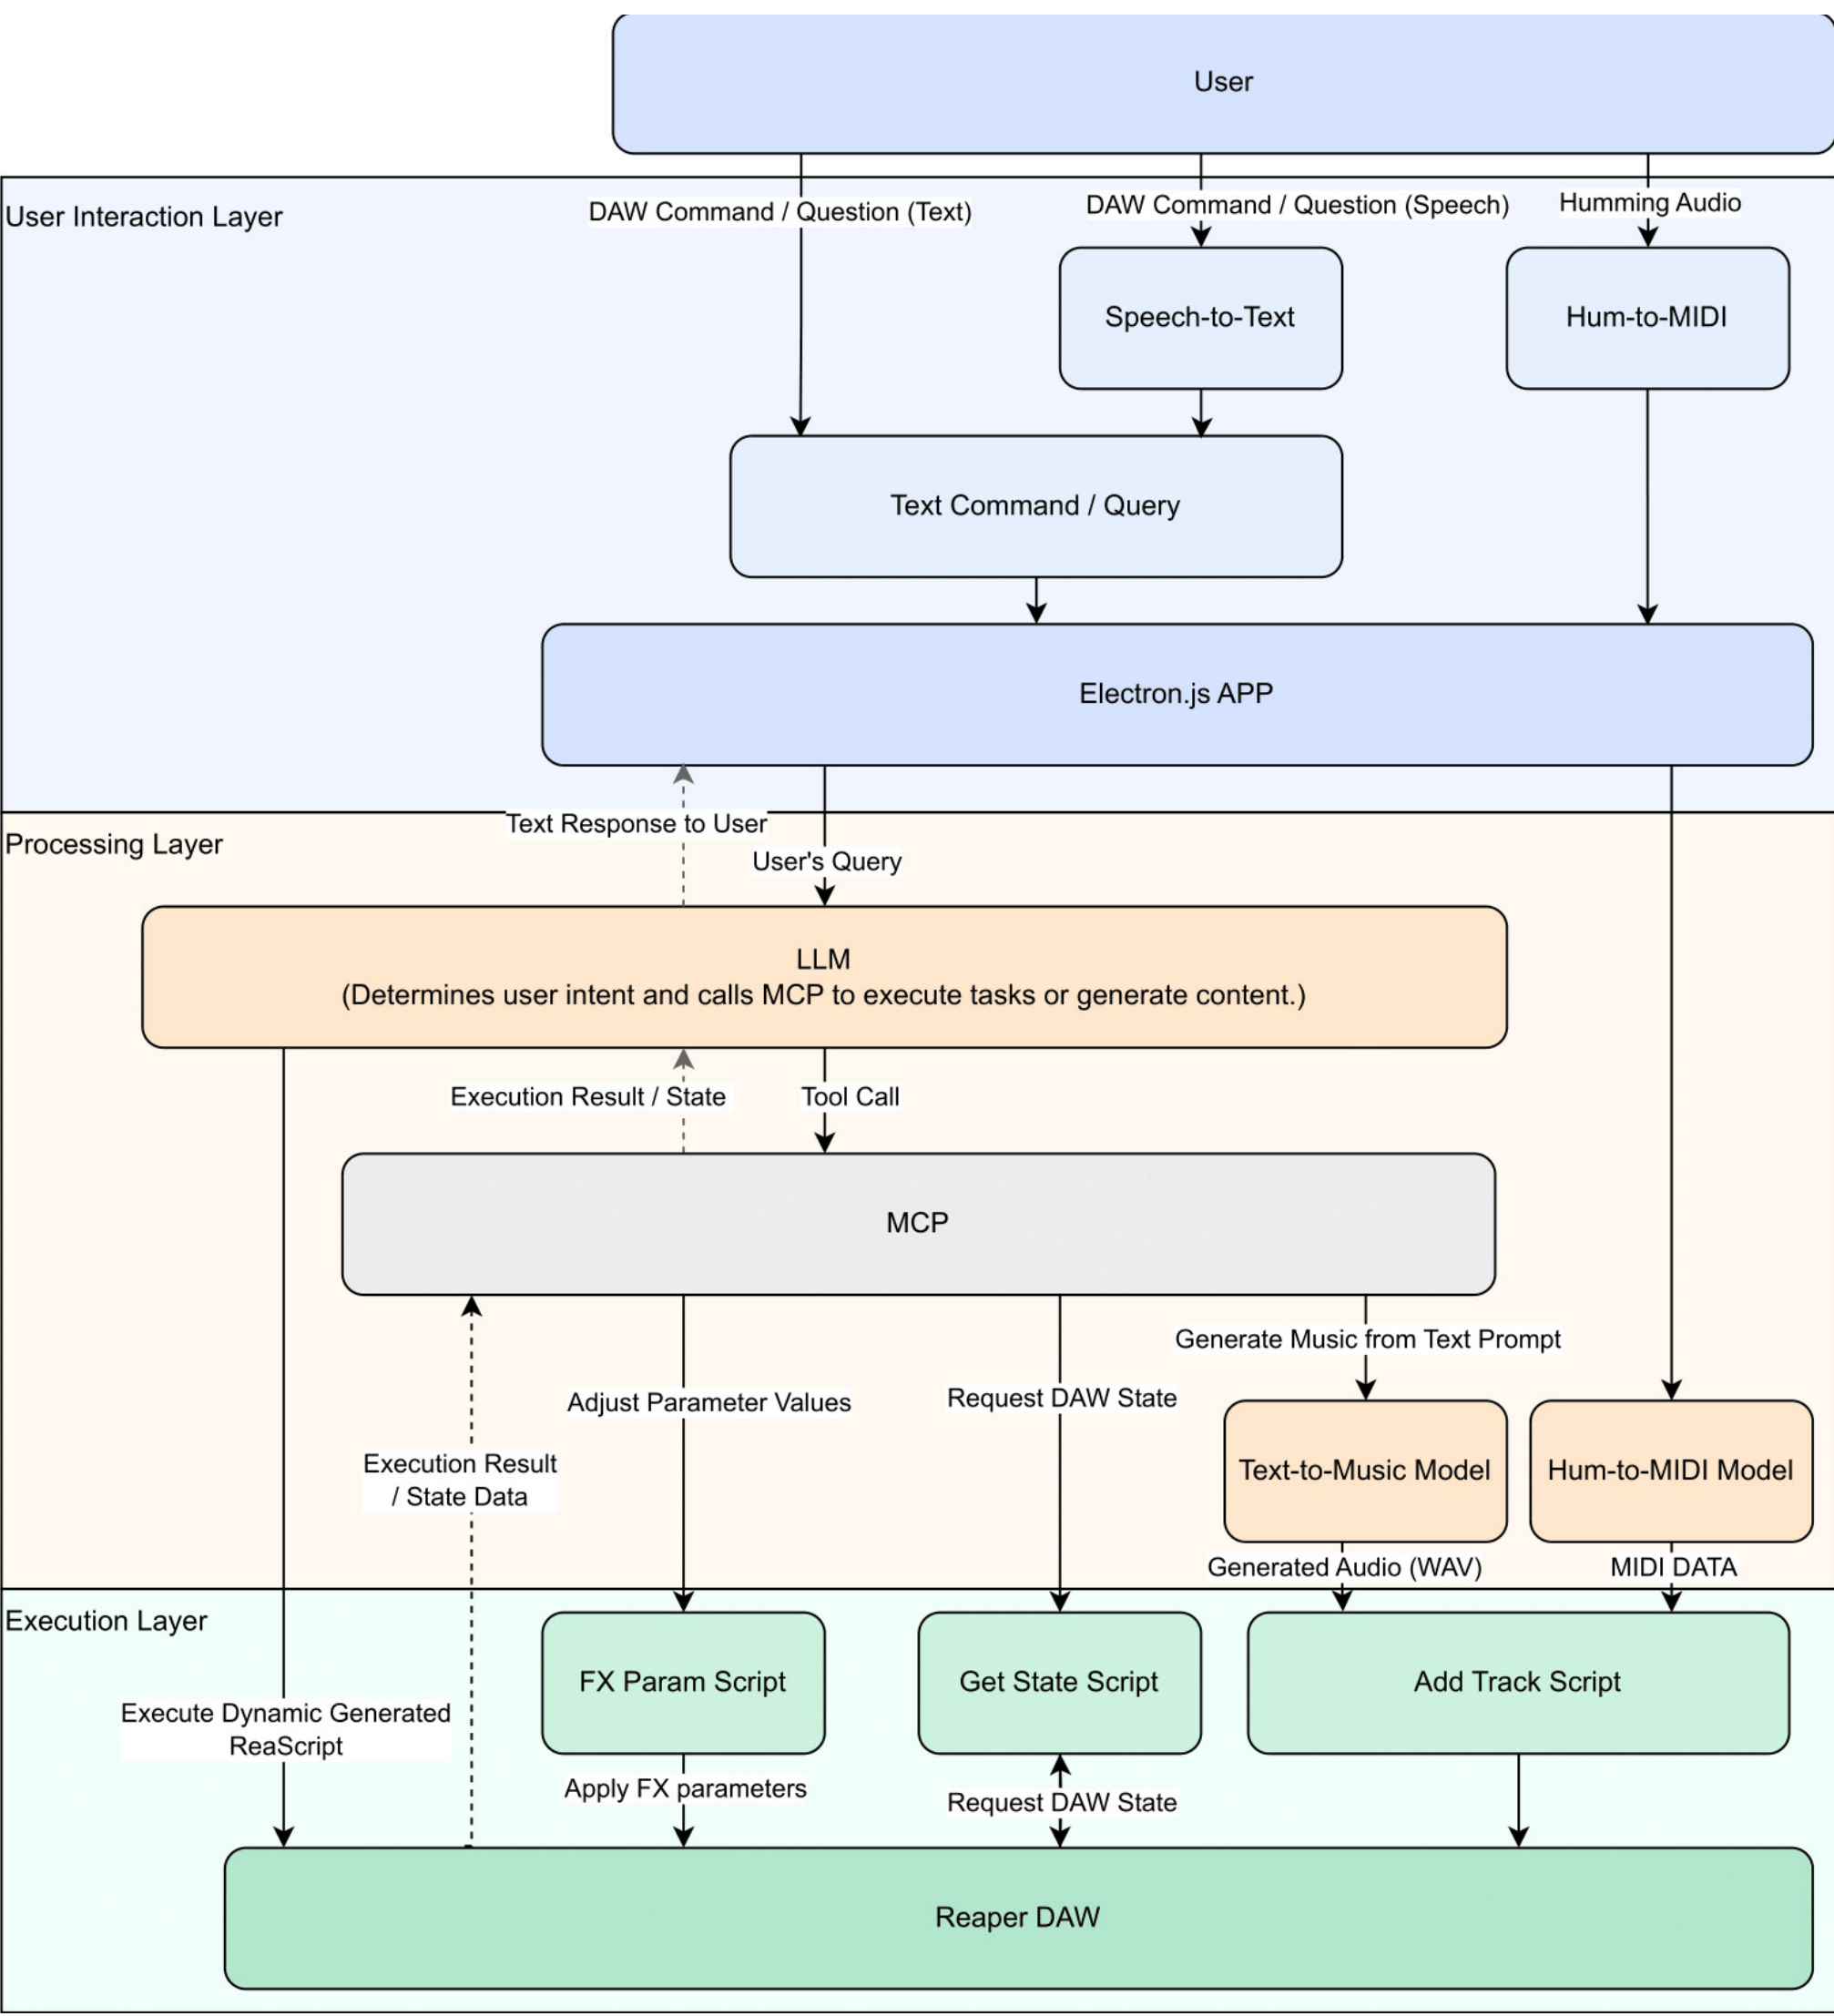 User
User Interaction Layer
DAW Command / Question (Text)
DAW Command / Question (Speech)
Humming Audio
Speech-to-Text
Hum-to-MIDI
Text Command / Query
Electron.js APP
Processing Layer
Text Response to User
User's Query
LLM
(Determines user intent and calls MCP to execute tasks or generate content.)
Execution Result / State
Tool Call
MCP
Generate Music from Text Prompt
Adjust Parameter Values
Request DAW State
Execution Result
/ State Data
Text-to-Music Model
Hum-to-MIDI Model
Generated Audio (WAV)
MIDI DATA
Execution Layer
FX Param Script
Get State Script
Add Track Script
Execute Dynamic Generated
ReaScript
Apply FX parameters
Request DAW State
Reaper DAW